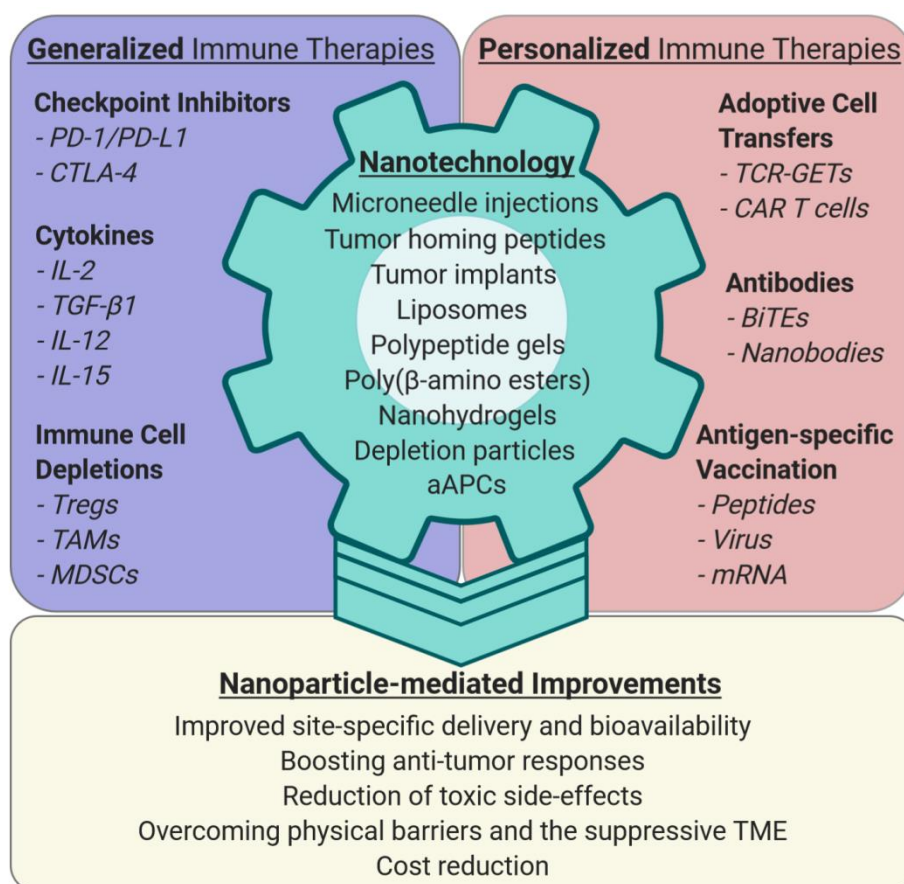 Generalized Immune Therapies
Checkpoint Inhibitors
- PD-1/PD-L1
- CTLA-4
Cytokines
- IL-2
- TGF-β1
- IL-12
- IL-15
Immune Cell
Depletions
- Tregs
- TAMs
- MDSCs
Nanotechnology
Microneedle injections
Tumor homing peptides
Tumor implants
Liposomes
Polypeptide gels
Poly(β-amino esters)
Nanohydrogels
Depletion particles
aAPCs
Personalized Immune Therapies
Adoptive Cell
Transfers
- TCR-GETs
- CAR T cells
Antibodies
- BiTEs
- Nanobodies
Antigen-specific
Vaccination
- Peptides
- Virus
- mRNA
Nanoparticle-mediated Improvements
Improved site-specific delivery and bioavailability
Boosting anti-tumor responses
Reduction of toxic side-effects
Overcoming physical barriers and the suppressive TME
Cost reduction